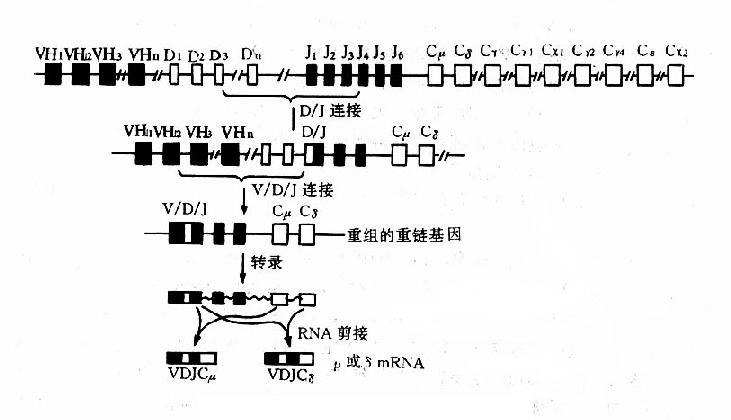 VH₁ VH₂ VH₃ VHₙ D₁ D₂ D₃ Dₙ J₁ J₂ J₃ J₄ J₅ J₆ Cμ Cδ Cγ₃ Cγ₁ Cα₁ Cγ₂ Cγ₄ Cε Cα₂
D/J 连接
VH₁ VH₂ VH₃ VHₙ D/J Cμ Cδ
V/D/J 连接
V/D/J Cμ Cδ
重组的重链基因
转录
RNA 剪接
VDJCμ VDJCδ μ或δ mRNA